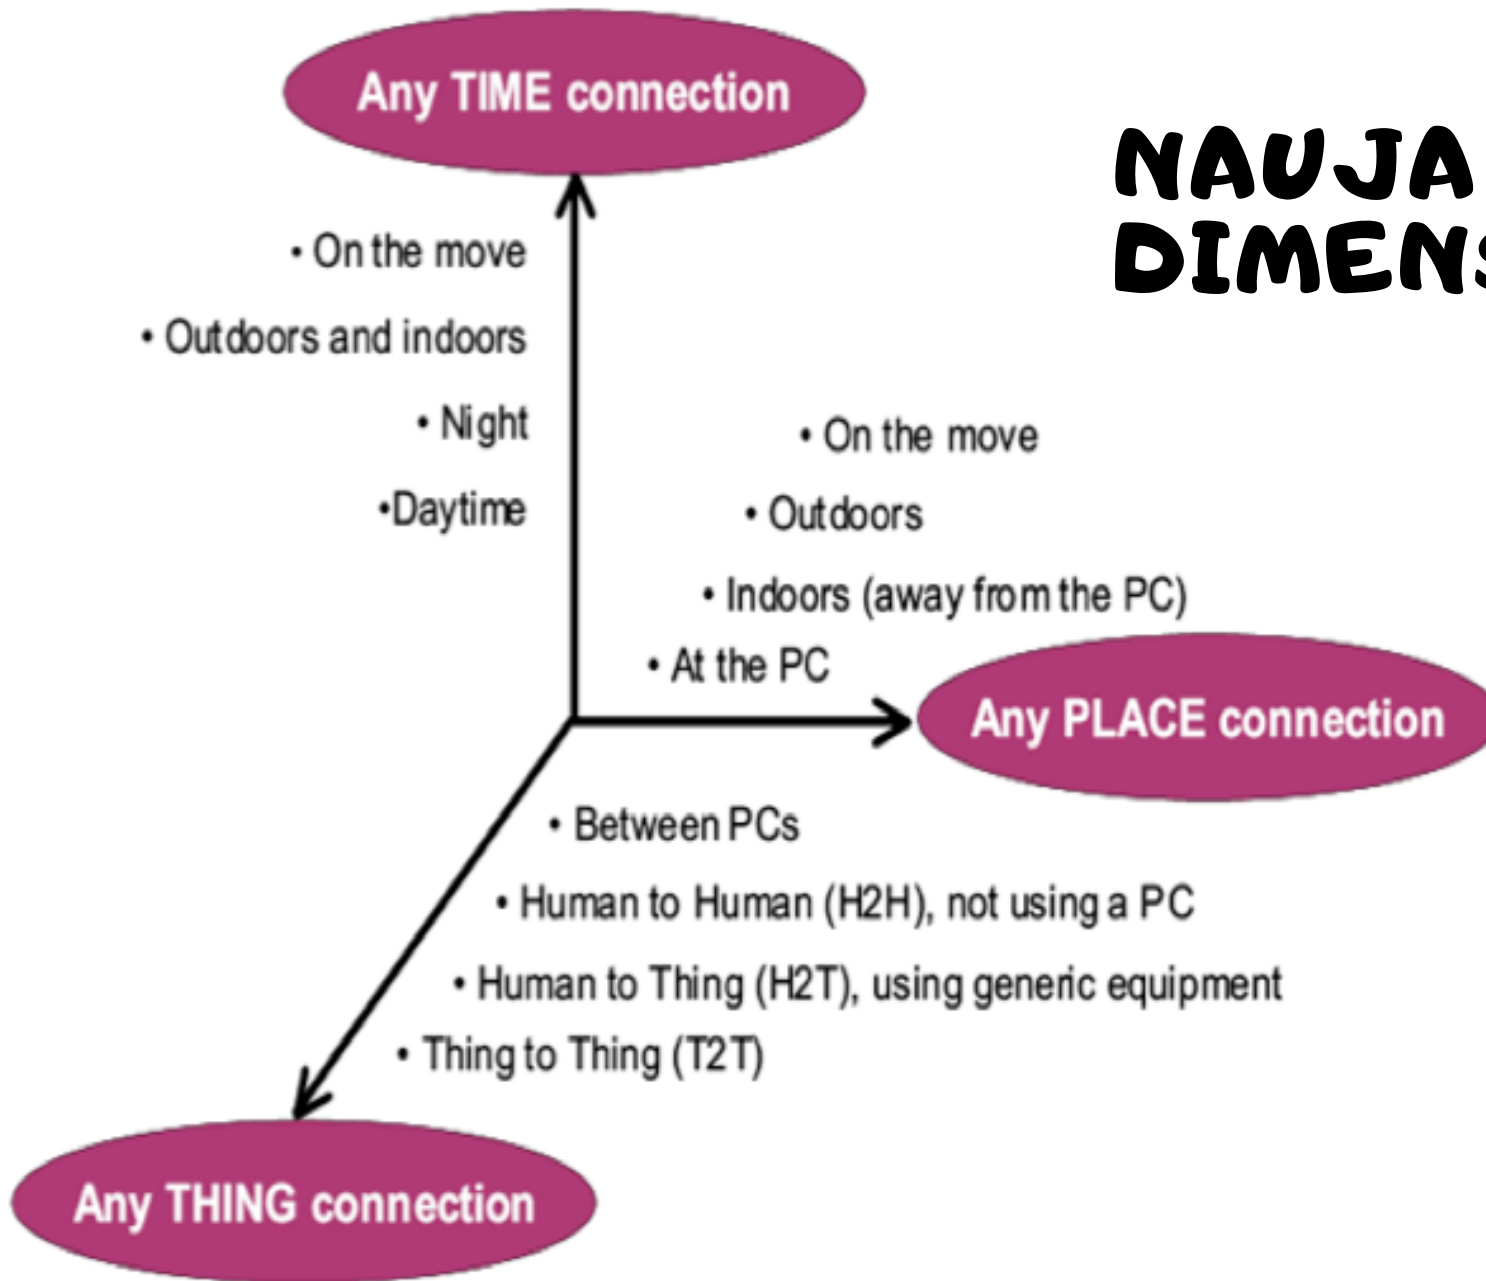 Any TIME connection
NAUJA
• On the move
• Outdoors and indoors
• Night
•Daytime
• On the move
• Outdoors
• Indoors (away from the PC)
• At the PC
Any PLACE connection
• Between PCs
• Human to Human (H2H), not using a PC
• Human to Thing (H2T), using generic equipment
• Thing to Thing (T2T)
Any THING connection